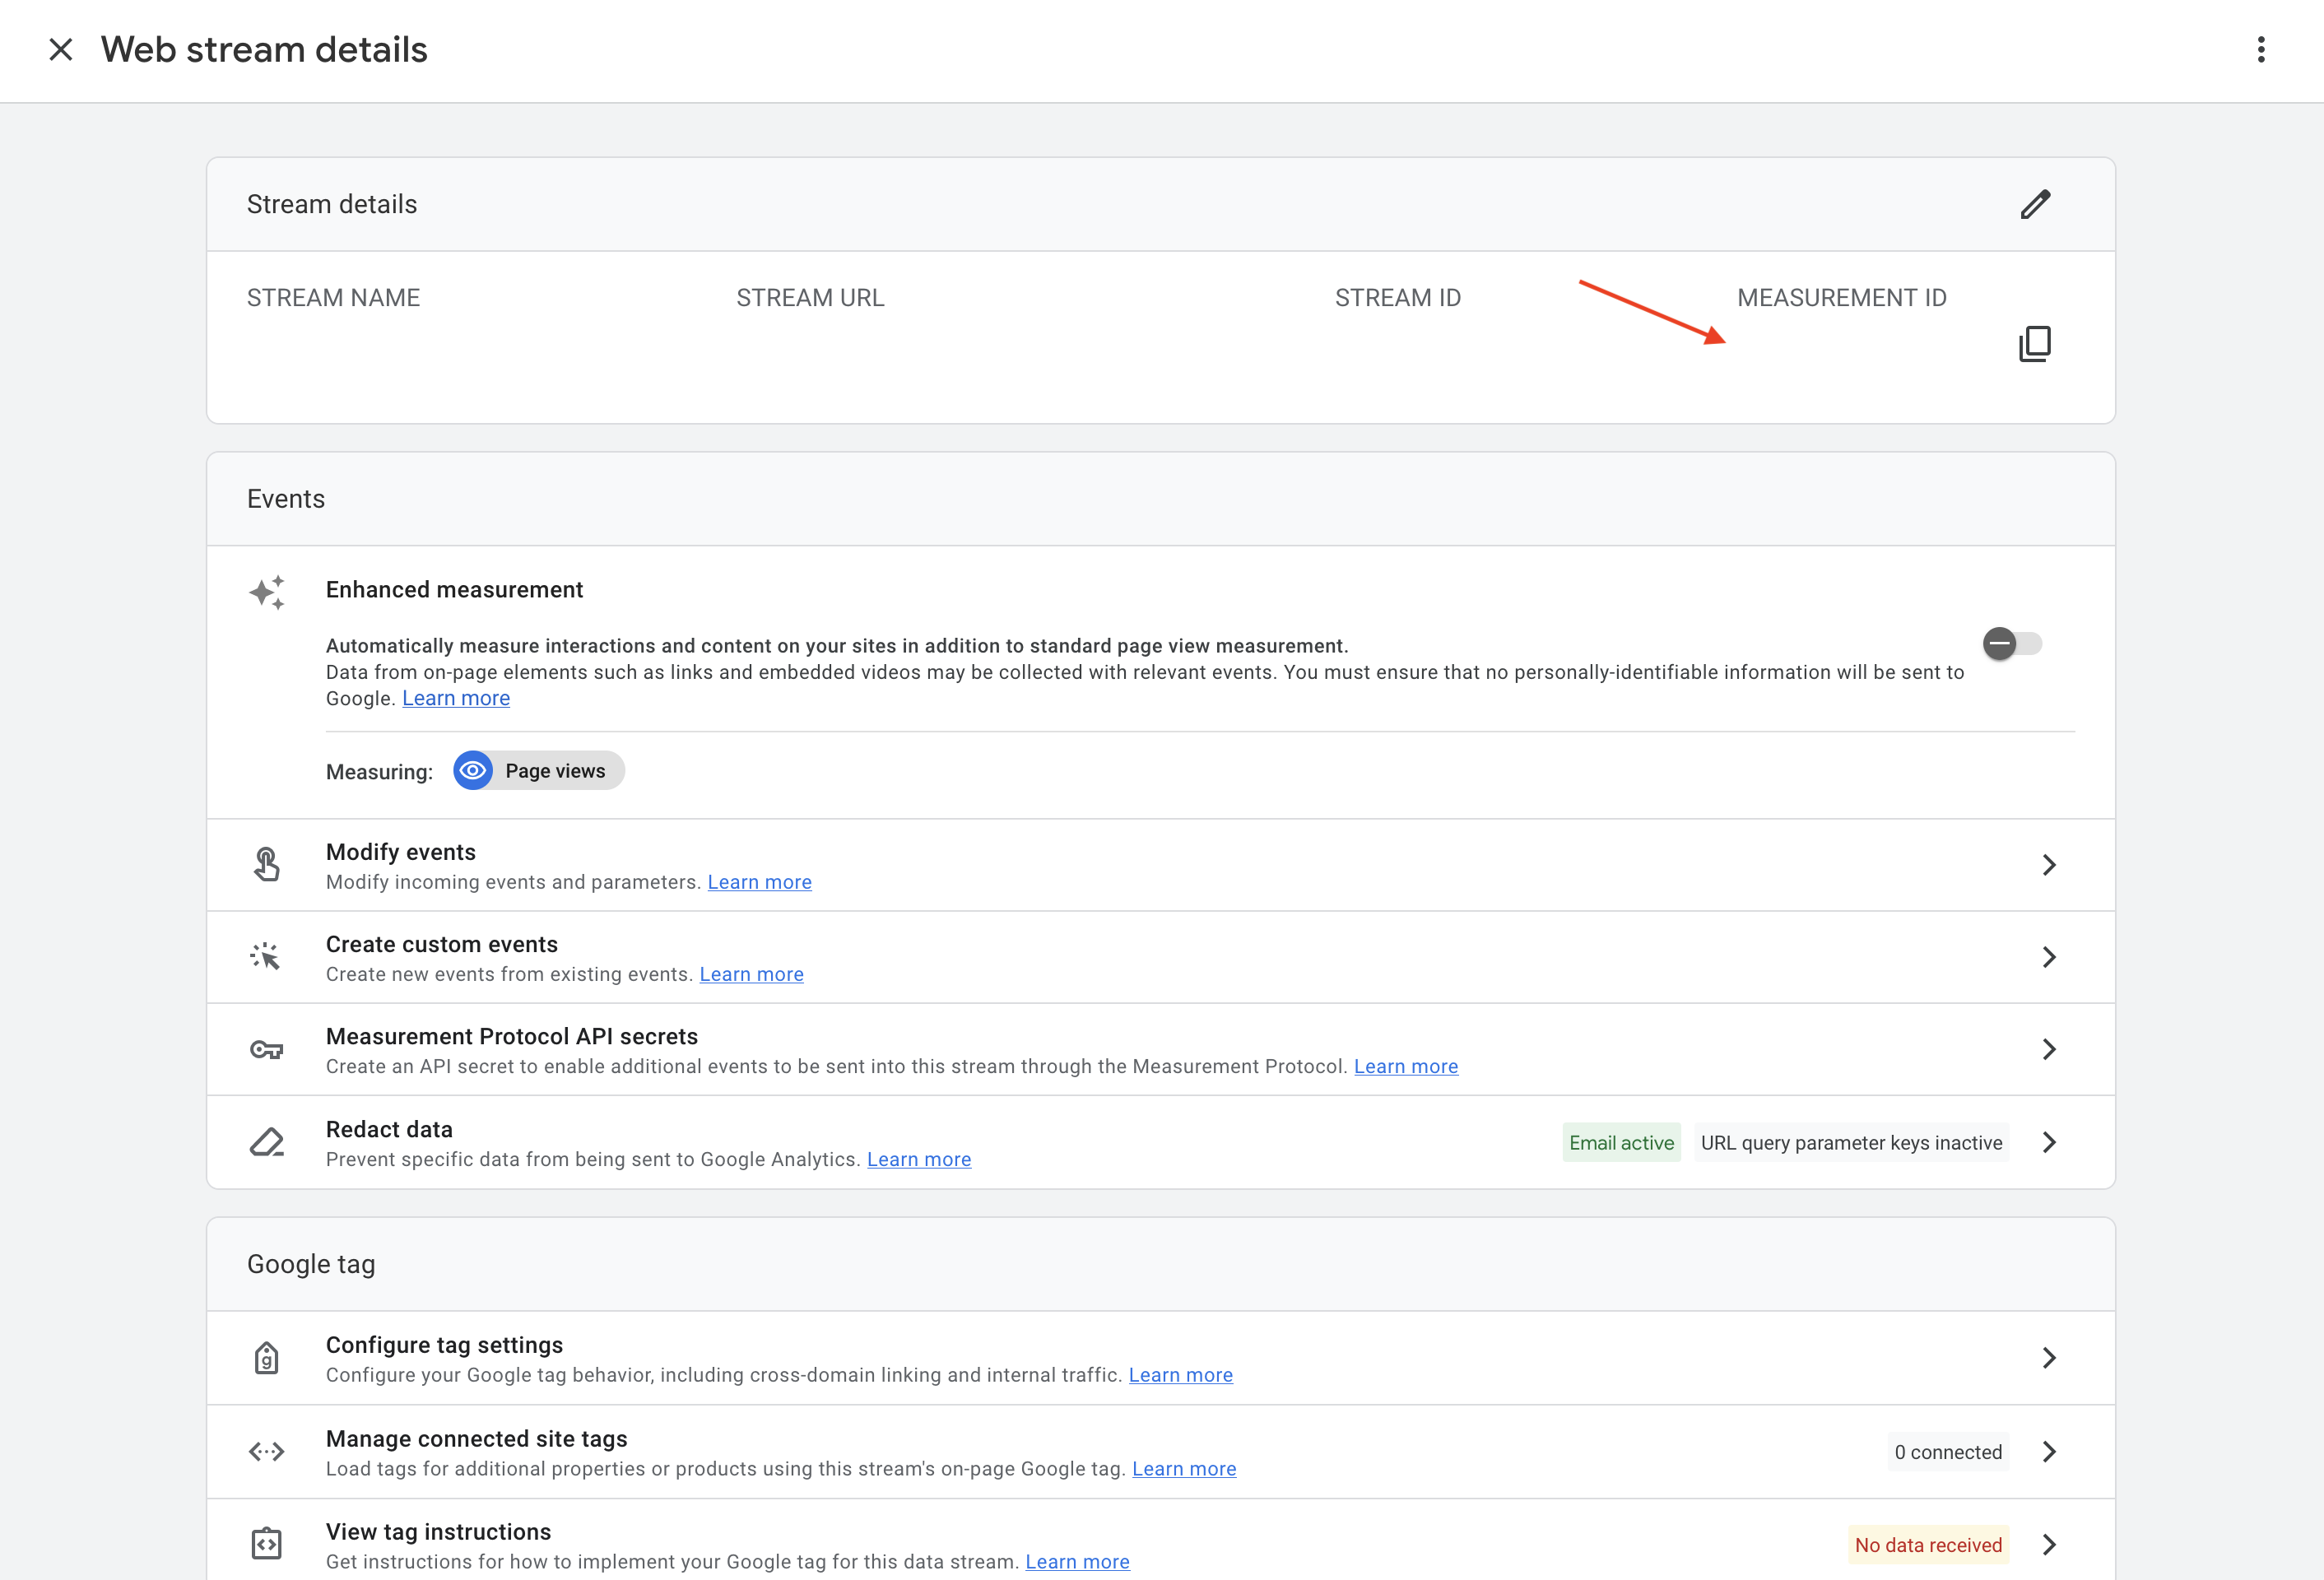 Web stream details
Stream details
STREAM NAME
STREAM URL
STREAM ID
MEASUREMENT ID
Events
Enhanced measurement
Automatically measure interactions and content on your sites in addition to standard page view measurement.
Data from on-page elements such as links and embedded videos may be collected with relevant events. You must ensure that no personally-identifiable information will be sent to
Google. Learn more
Measuring:
Page views
Modify events
Modify incoming events and parameters. Learn more
Create custom events
Create new events from existing events. Learn more
Measurement Protocol API secrets
Create an API secret to enable additional events to be sent into this stream through the Measurement Protocol. Learn more
Redact data
Prevent specific data from being sent to Google Analytics. Learn more
Email active
URL query parameter keys inactive
Google tag
g
Configure tag settings
Configure your Google tag behavior, including cross-domain linking and internal traffic. Learn more
Manage connected site tags
Load tags for additional properties or products using this stream's on-page Google tag. Learn more
0 connected
View tag instructions
Get instructions for how to implement your Google tag for this data stream. Learn more
No data received